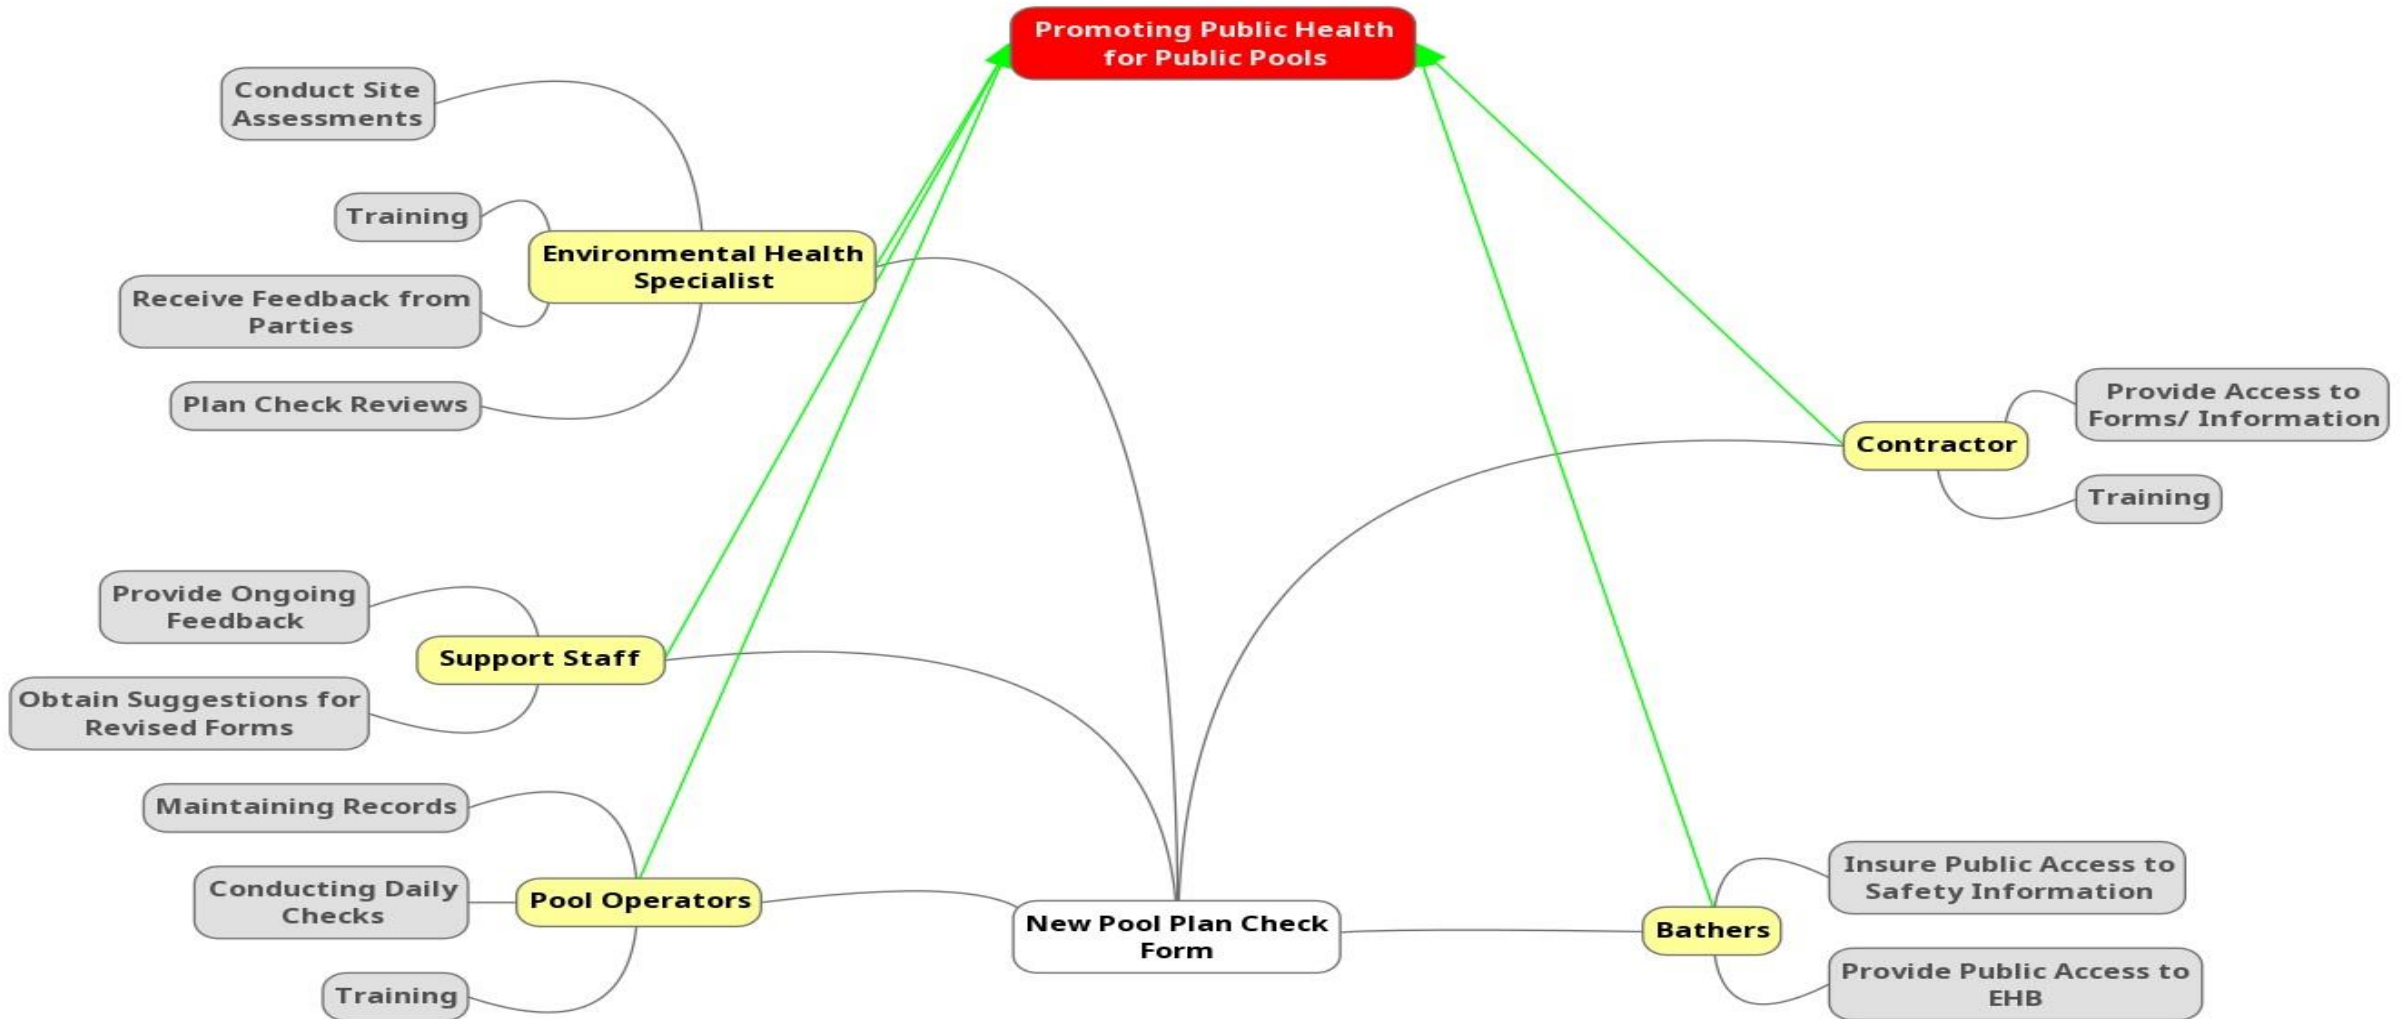 Promoting Public Health
for Public Pools
Conduct Site
Assessments
Training
Environmental Health
Specialist
Receive Feedback from
Parties
Plan Check Reviews
Provide Access to
Forms/ Information
Contractor
Training
Provide Ongoing
Feedback
Support Staff
Obtain Suggestions for
Revised Forms
Maintaining Records
Conducting Daily
Checks
Pool Operators
Training
New Pool Plan Check
Form
Insure Public Access to
Safety Information
Bathers
Provide Public Access to
EHB